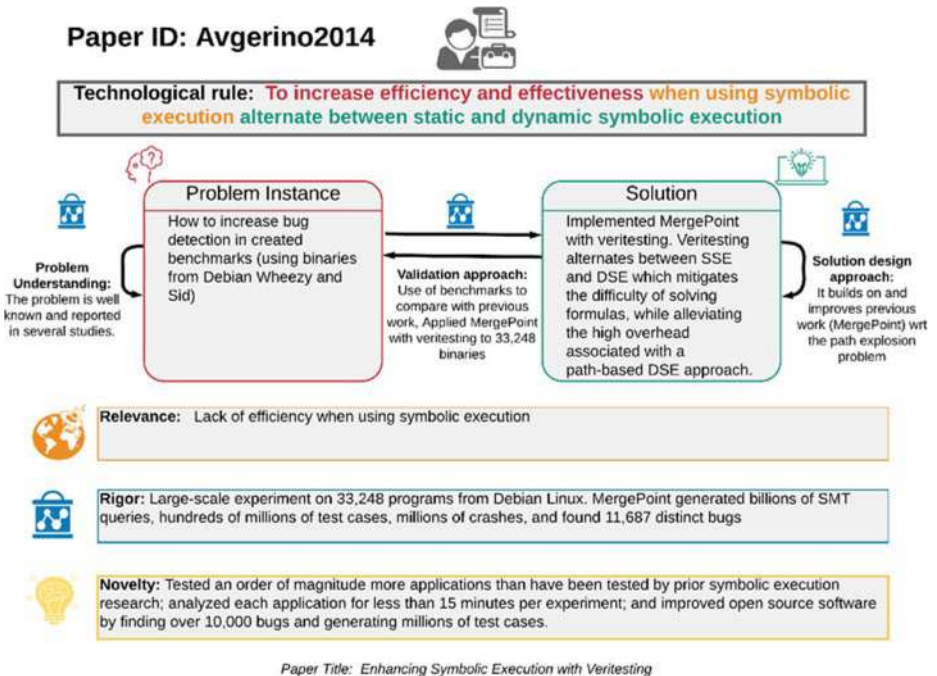 Paper ID: Avgerino2014
Technological rule: To increase efficiency and effectiveness when using symbolic
execution alternate between static and dynamic symbolic execution
Problem Instance
How to increase bug
detection in created
benchmarks (using binaries
from Debian Wheezy and
Sid)
Solution
Implemented MergePoint
with veritesting. Veritesting
alternates between SSE
and DSE which mitigates
the difficulty of solving
formulas, while alleviating
the high overhead
associated with a
path-based DSE approach.
Problem
Understanding:
The problem is well
known and reported
in several studies.
Validation approach:
Use of benchmarks to
compare with previous
work, Applied MergePoint
with veritesting to 33,248
binaries
Solution design
approach:
It builds on and
improves previous
work (MergePoint) wrt
the path explosion
problem
Relevance: Lack of efficiency when using symbolic execution
Rigor: Large-scale experiment on 33,248 programs from Debian Linux. MergePoint generated billions of SMT
queries, hundreds of millions of test cases, millions of crashes, and found 11,687 distinct bugs
Novelty: Tested an order of magnitude more applications than have been tested by prior symbolic execution
research; analyzed each application for less than 15 minutes per experiment; and improved open source software
by finding over 10,000 bugs and generating millions of test cases.
Paper Title: Enhancing Symbolic Execution with Veritesting